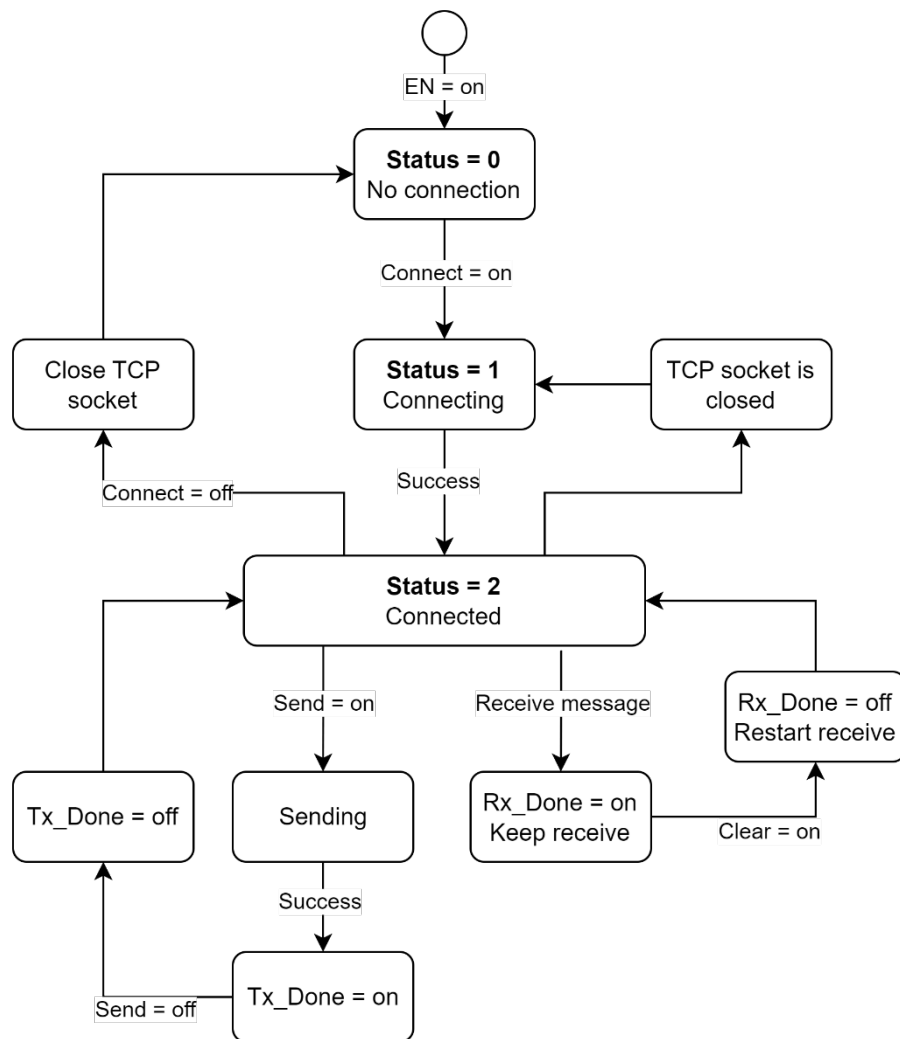 EN = on
Status = 0
No connection
Connect = on
Close TCP
socket
Status = 1
Connecting
TCP socket is
closed
Connect = off
Success
Status = 2
Connected
Send = on
Receive message
Rx_Done = off
Restart receive
Tx_Done = off
Sending
Rx_Done = on
Keep receive
Clear = on
Success
Send = off
Tx_Done = on